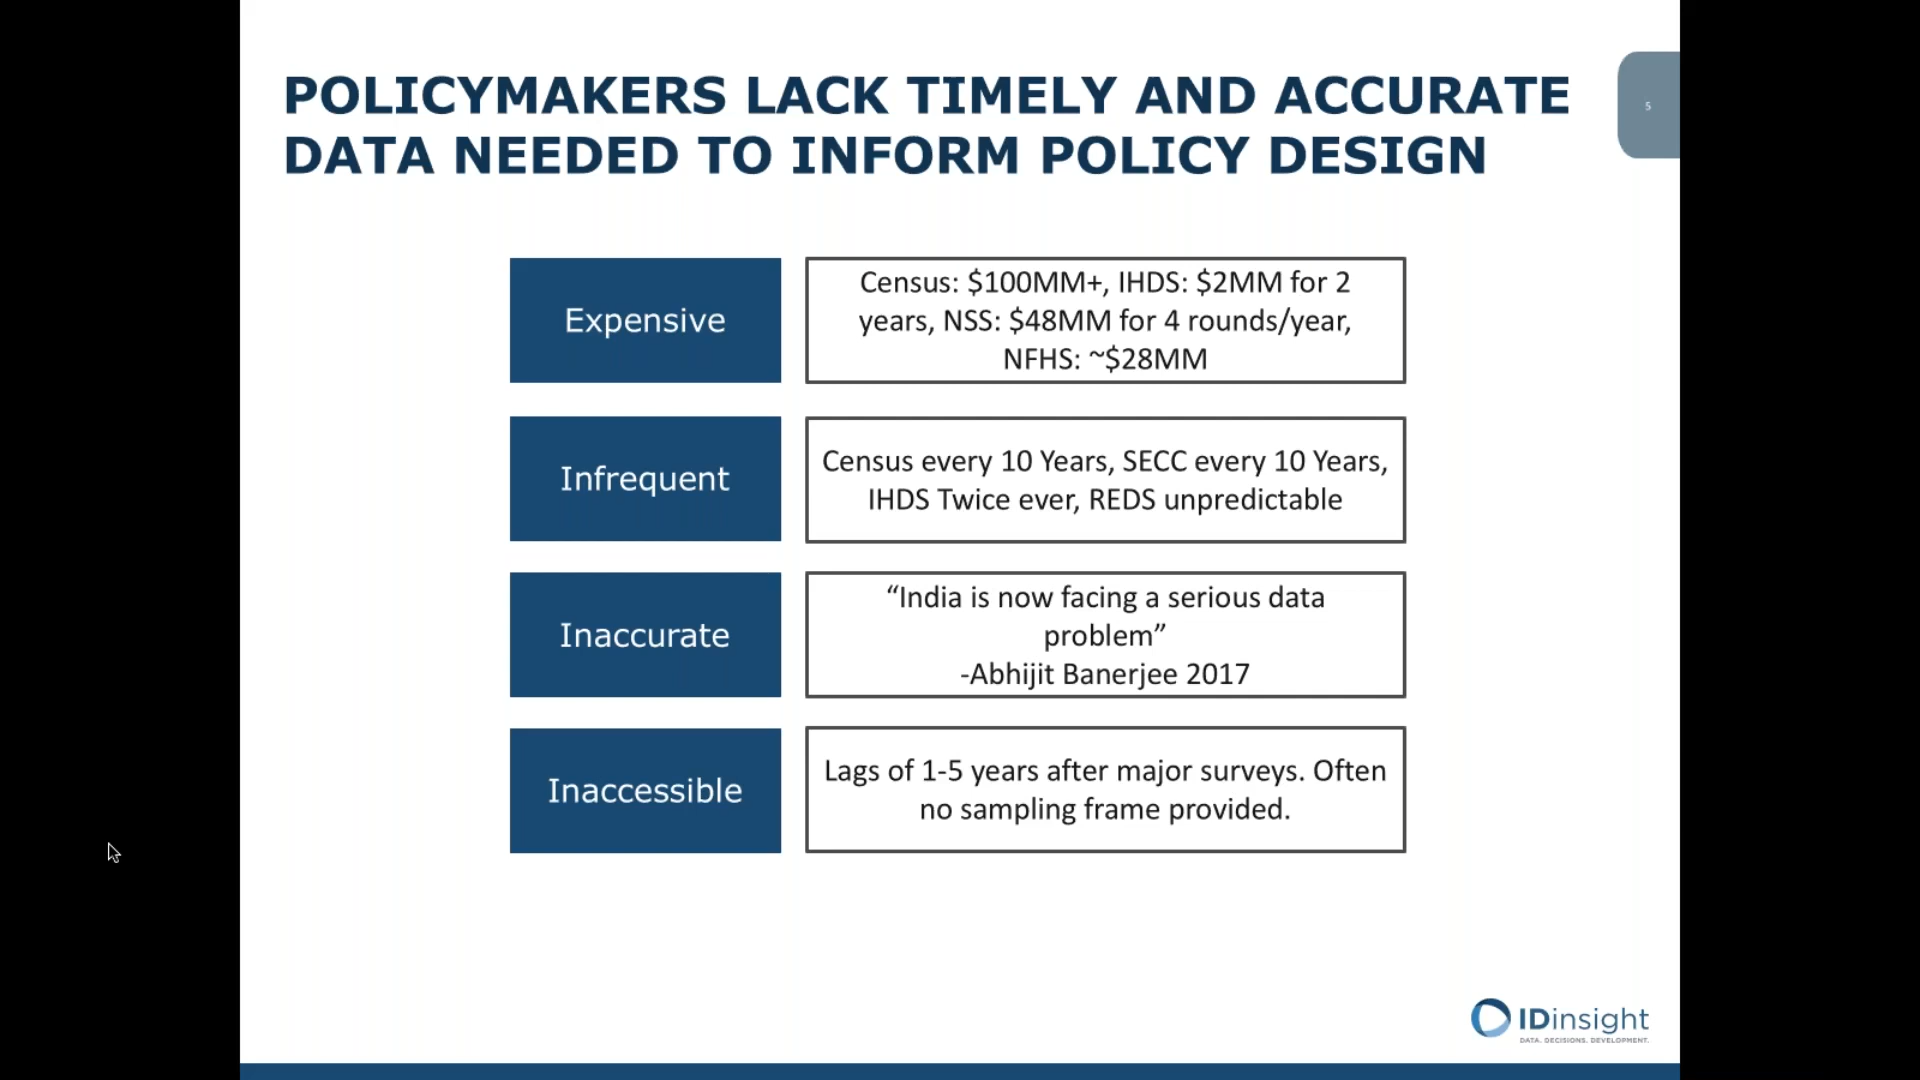 POLICYMAKERS LACK TIMELY AND ACCURATE
DATA NEEDED TO INFORM POLICY DESIGN
5
Expensive
Census: $100MM+, IHDS: $2MM for 2
years, NSS: $48MM for 4 rounds/year,
NFHS: ~$28MM
Infrequent
Census every 10 Years, SECC every 10 Years,
IHDS Twice ever, REDS unpredictable
Inaccurate
“India is now facing a serious data
problem”
-Abhijit Banerjee 2017
Inaccessible
Lags of 1-5 years after major surveys. Often
no sampling frame provided.
IDinsight
DATA. DECISIONS. DEVELOPMENT.